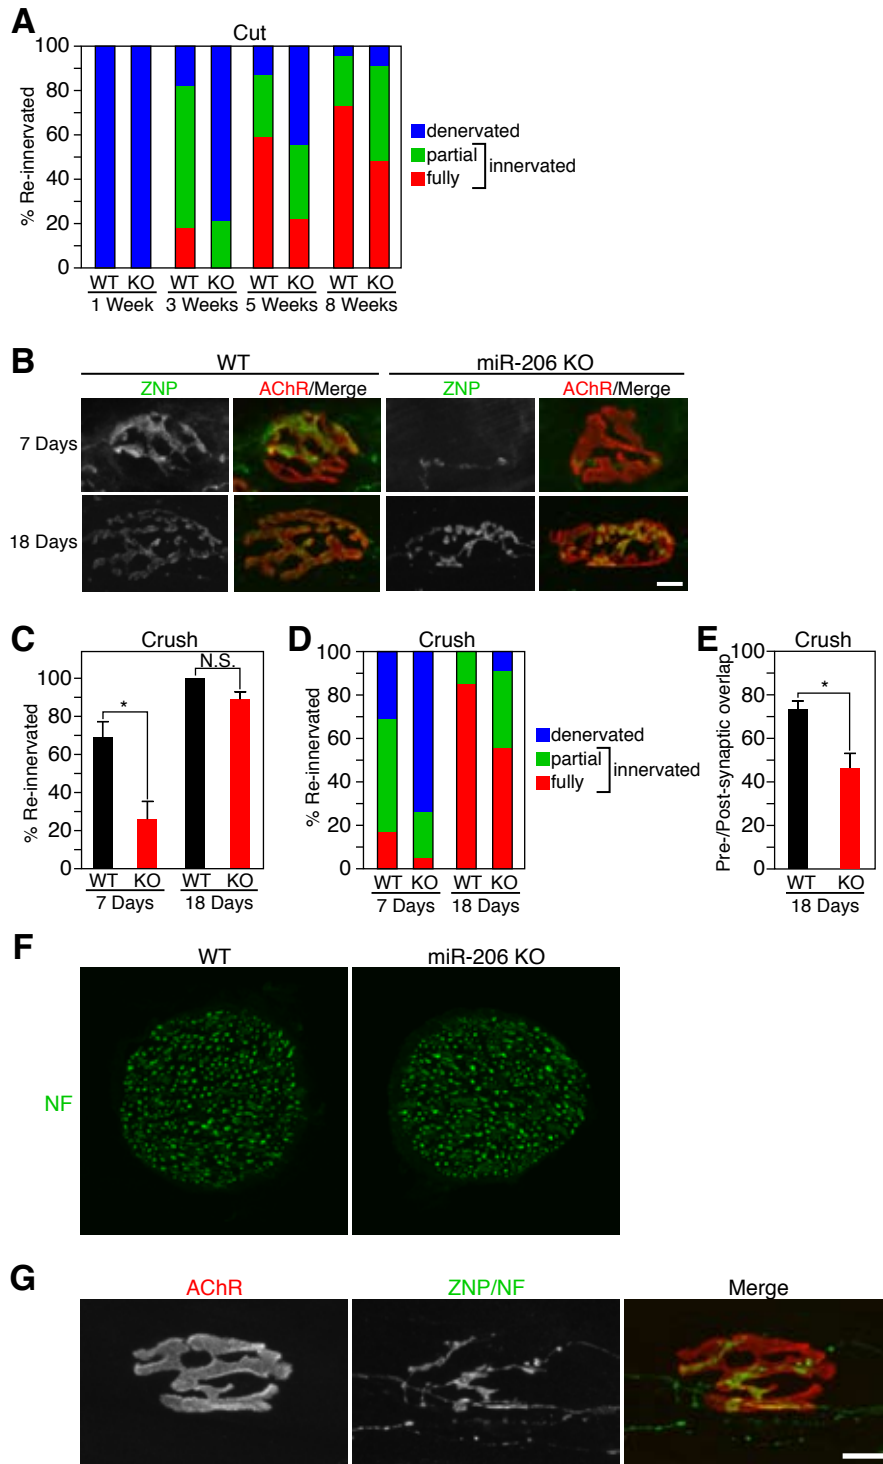 A
Cut
% Re-innervated
100
80
60
40
20
0
WT KO WT KO WT KO WT KO
1 Week 3 Weeks 5 Weeks 8 Weeks
denervated
partial
fully
innervated
B
WT miR-206 KO
ZNP AChR/Merge ZNP AChR/Merge
7 Days
18 Days
C
Crush
% Re-innervated
100
80
60
40
20
0
*
N.S.
WT KO WT KO
7 Days 18 Days
D
Crush
% Re-innervated
100
80
60
40
20
0
WT KO WT KO
7 Days 18 Days
denervated
partial
fully
innervated
E
Crush
Pre-/Post-synaptic overlap
100
80
60
40
20
0
*
WT KO
18 Days
F
WT miR-206 KO
NF
G
AChR ZNP/NF Merge